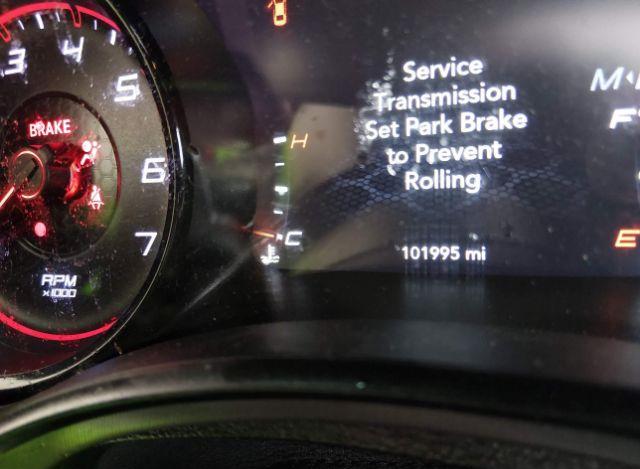 3
4
5
BRAKE
6
7
RPM
x1000
H
C
Service
Transmission
Set Park Brake
to Prevent
Rolling
101995 mi
E